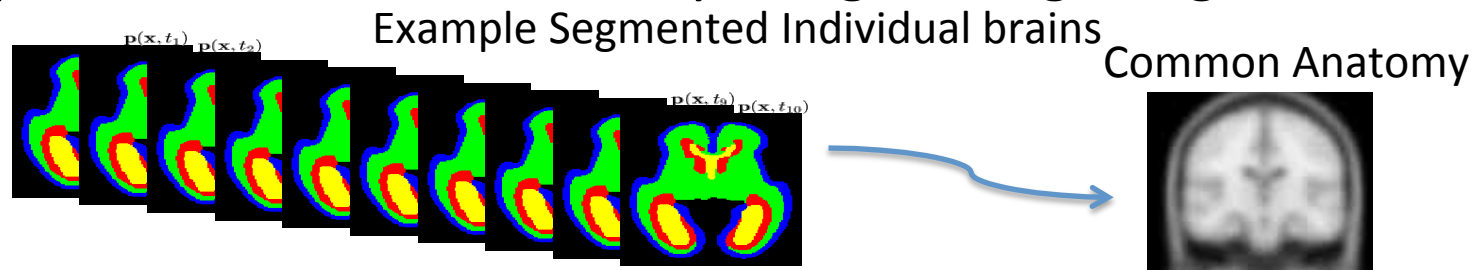 Example Segmented Individual brains
Common Anatomy
p(x, t₁) p(x, t₂)
p(x, t₉) p(x, t₁₀)